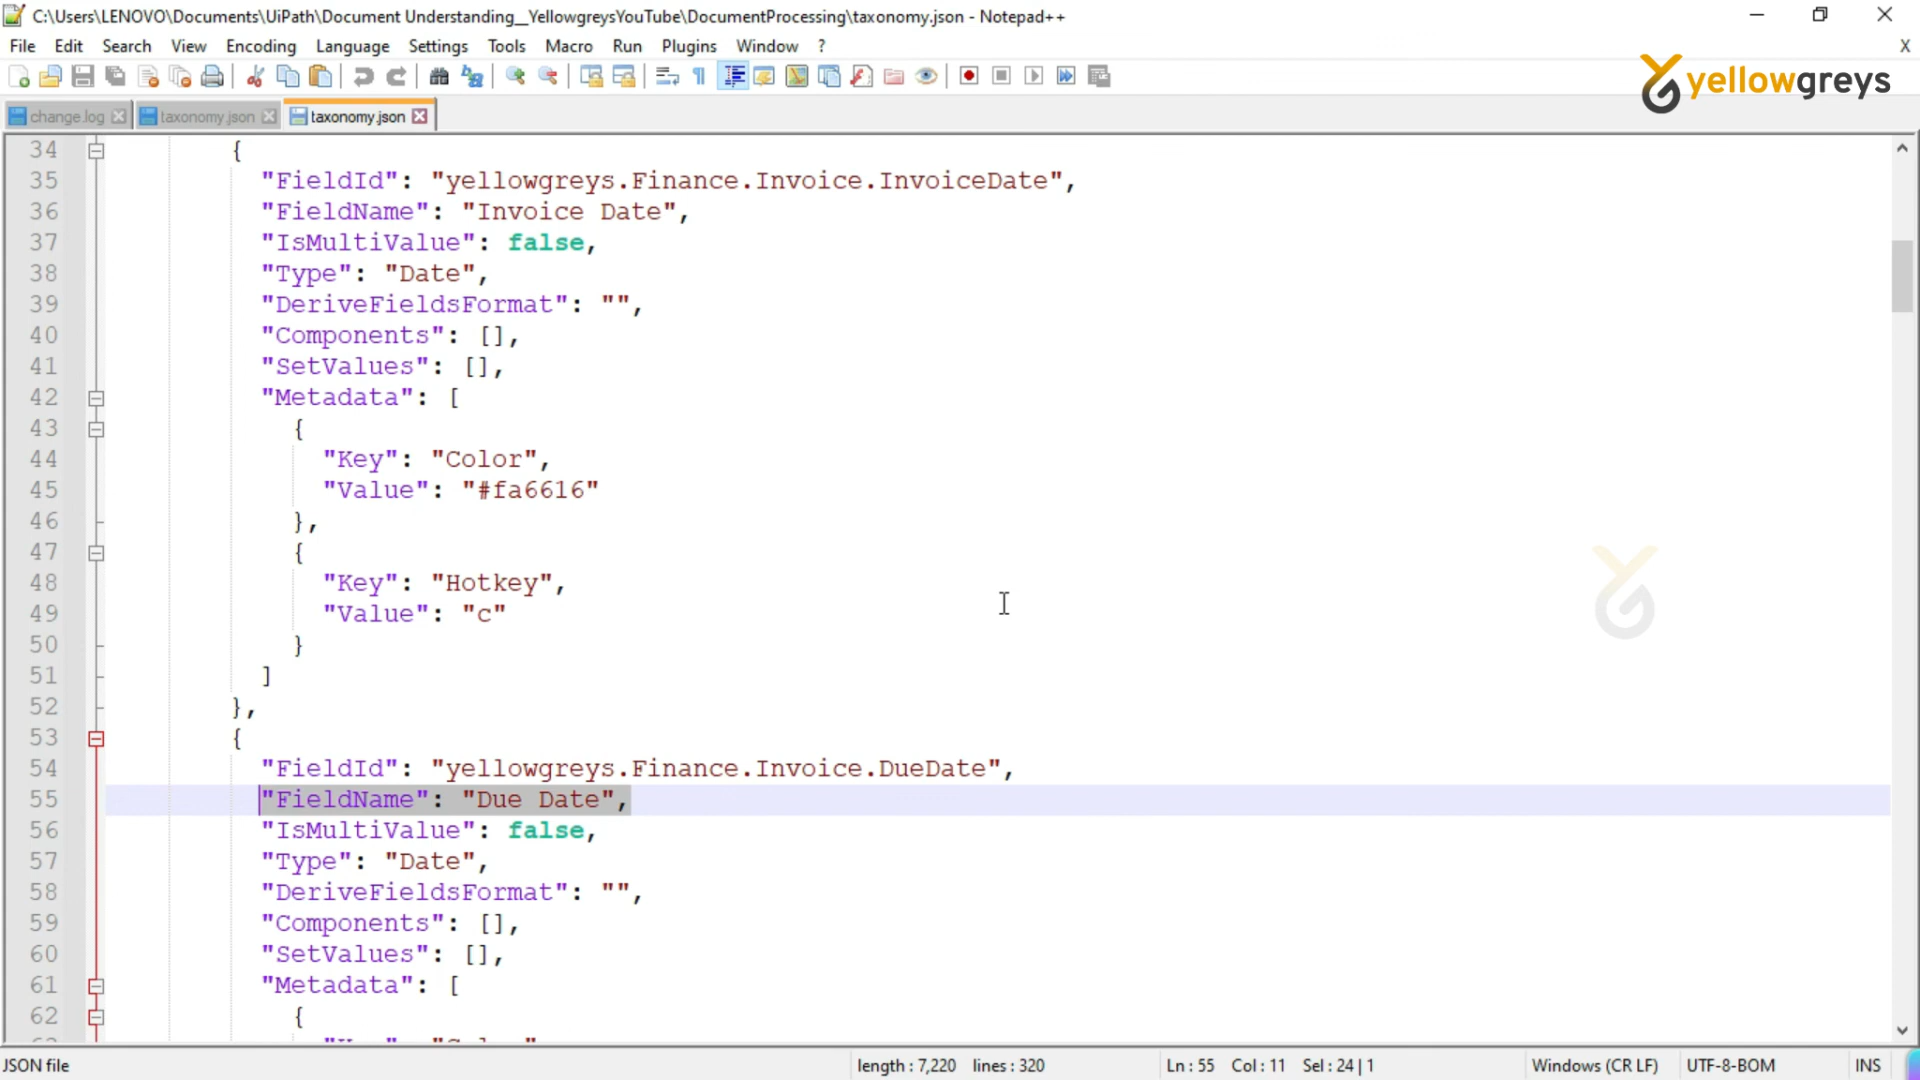 C:\Users\LENOVO\Documents\UiPath\Document Understanding_YellowgreysYouTube\DocumentProcessing\taxonomy.json - Notepad++
File Edit Search View Encoding Language Settings Tools Macro Run Plugins Window ? X
yellowgreys
change.log taxonomy.json taxonomy.json
34 {
35 "FieldId": "yellowgreys.Finance.Invoice.InvoiceDate",
36 "FieldName": "Invoice Date",
37 "IsMultiValue": false,
38 "Type": "Date",
39 "DeriveFieldsFormat": "",
40 "Components": [],
41 "SetValues": [],
42 "Metadata": [
43 {
44 "Key": "Color",
45 "Value": "#fa6616"
46 },
47 {
48 "Key": "Hotkey",
49 "Value": "c"
50 }
51 ]
52 },
53 {
54 "FieldId": "yellowgreys.Finance.Invoice.DueDate",
55 "FieldName": "Due Date",
56 "IsMultiValue": false,
57 "Type": "Date",
58 "DeriveFieldsFormat": "",
59 "Components": [],
60 "SetValues": [],
61 "Metadata": [
62 {
JSON file length : 7,220 lines : 320 Ln : 55 Col : 11 Sel : 24 | 1 Windows (CR LF) UTF-8-BOM INS